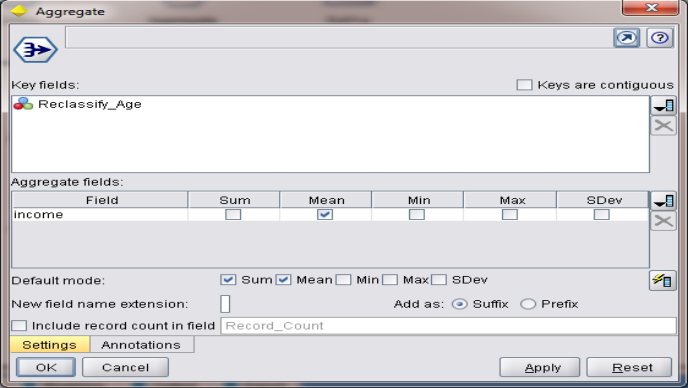 Aggregate
Key fields:
Keys are contiguous
Reclassify_Age
Aggregate fields:
Field Sum Mean Min Max SDev
income
Default mode: Sum Mean Min Max SDev
New field name extension: Add as: Suffix Prefix
Include record count in field Record_Count
Settings Annotations
OK Cancel Apply Reset